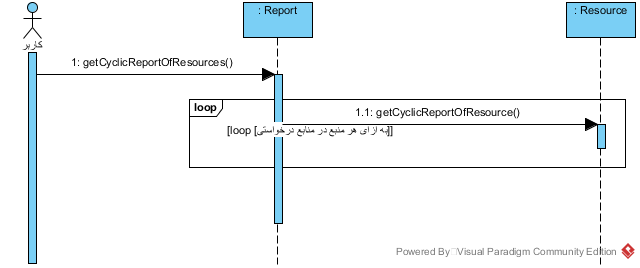 : Report
: Resource
کاربر
1: getCyclicReportOfResources()
loop
1.1: getCyclicReportOfResource()
[loop [به ازای هر منبع در منابع درخواستی]]
Powered By Visual Paradigm Community Edition